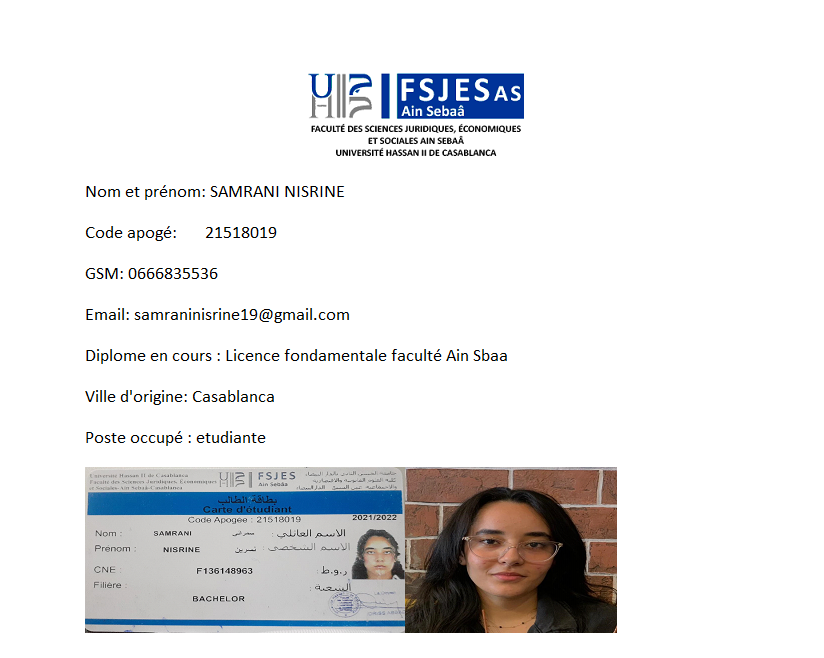 FSJES AS
Ain Sebaâ
FACULTÉ DES SCIENCES JURIDIQUES, ÉCONOMIQUES
ET SOCIALES AIN SEBAÂ
UNIVERSITÉ HASSAN II DE CASABLANCA
Nom et prénom: SAMRANI NISRINE
Code apogé: 21518019
GSM: 0666835536
Email: samraninisrine19@gmail.com
Diplome en cours : Licence fondamentale faculté Ain Sbaa
Ville d'origine: Casablanca
Poste occupé : etudiante
Université Hassan II de Casablanca
Faculté des Sciences Juridiques, Économiques
et Sociales-Ain Sebaâ-Casablanca
FSJES
Ain Sebaâ
بطاقة الطالب
Carte d'étudiant
Code Apogée : 21518019 2021/2022
Nom : SAMRANI سمراني الاسم العائلي :
Prénom : NISRINE نسرين الاسم الشخصي :
CNE : F136148963 ر.و.ط :
Filière : الشعبة :
BACHELOR